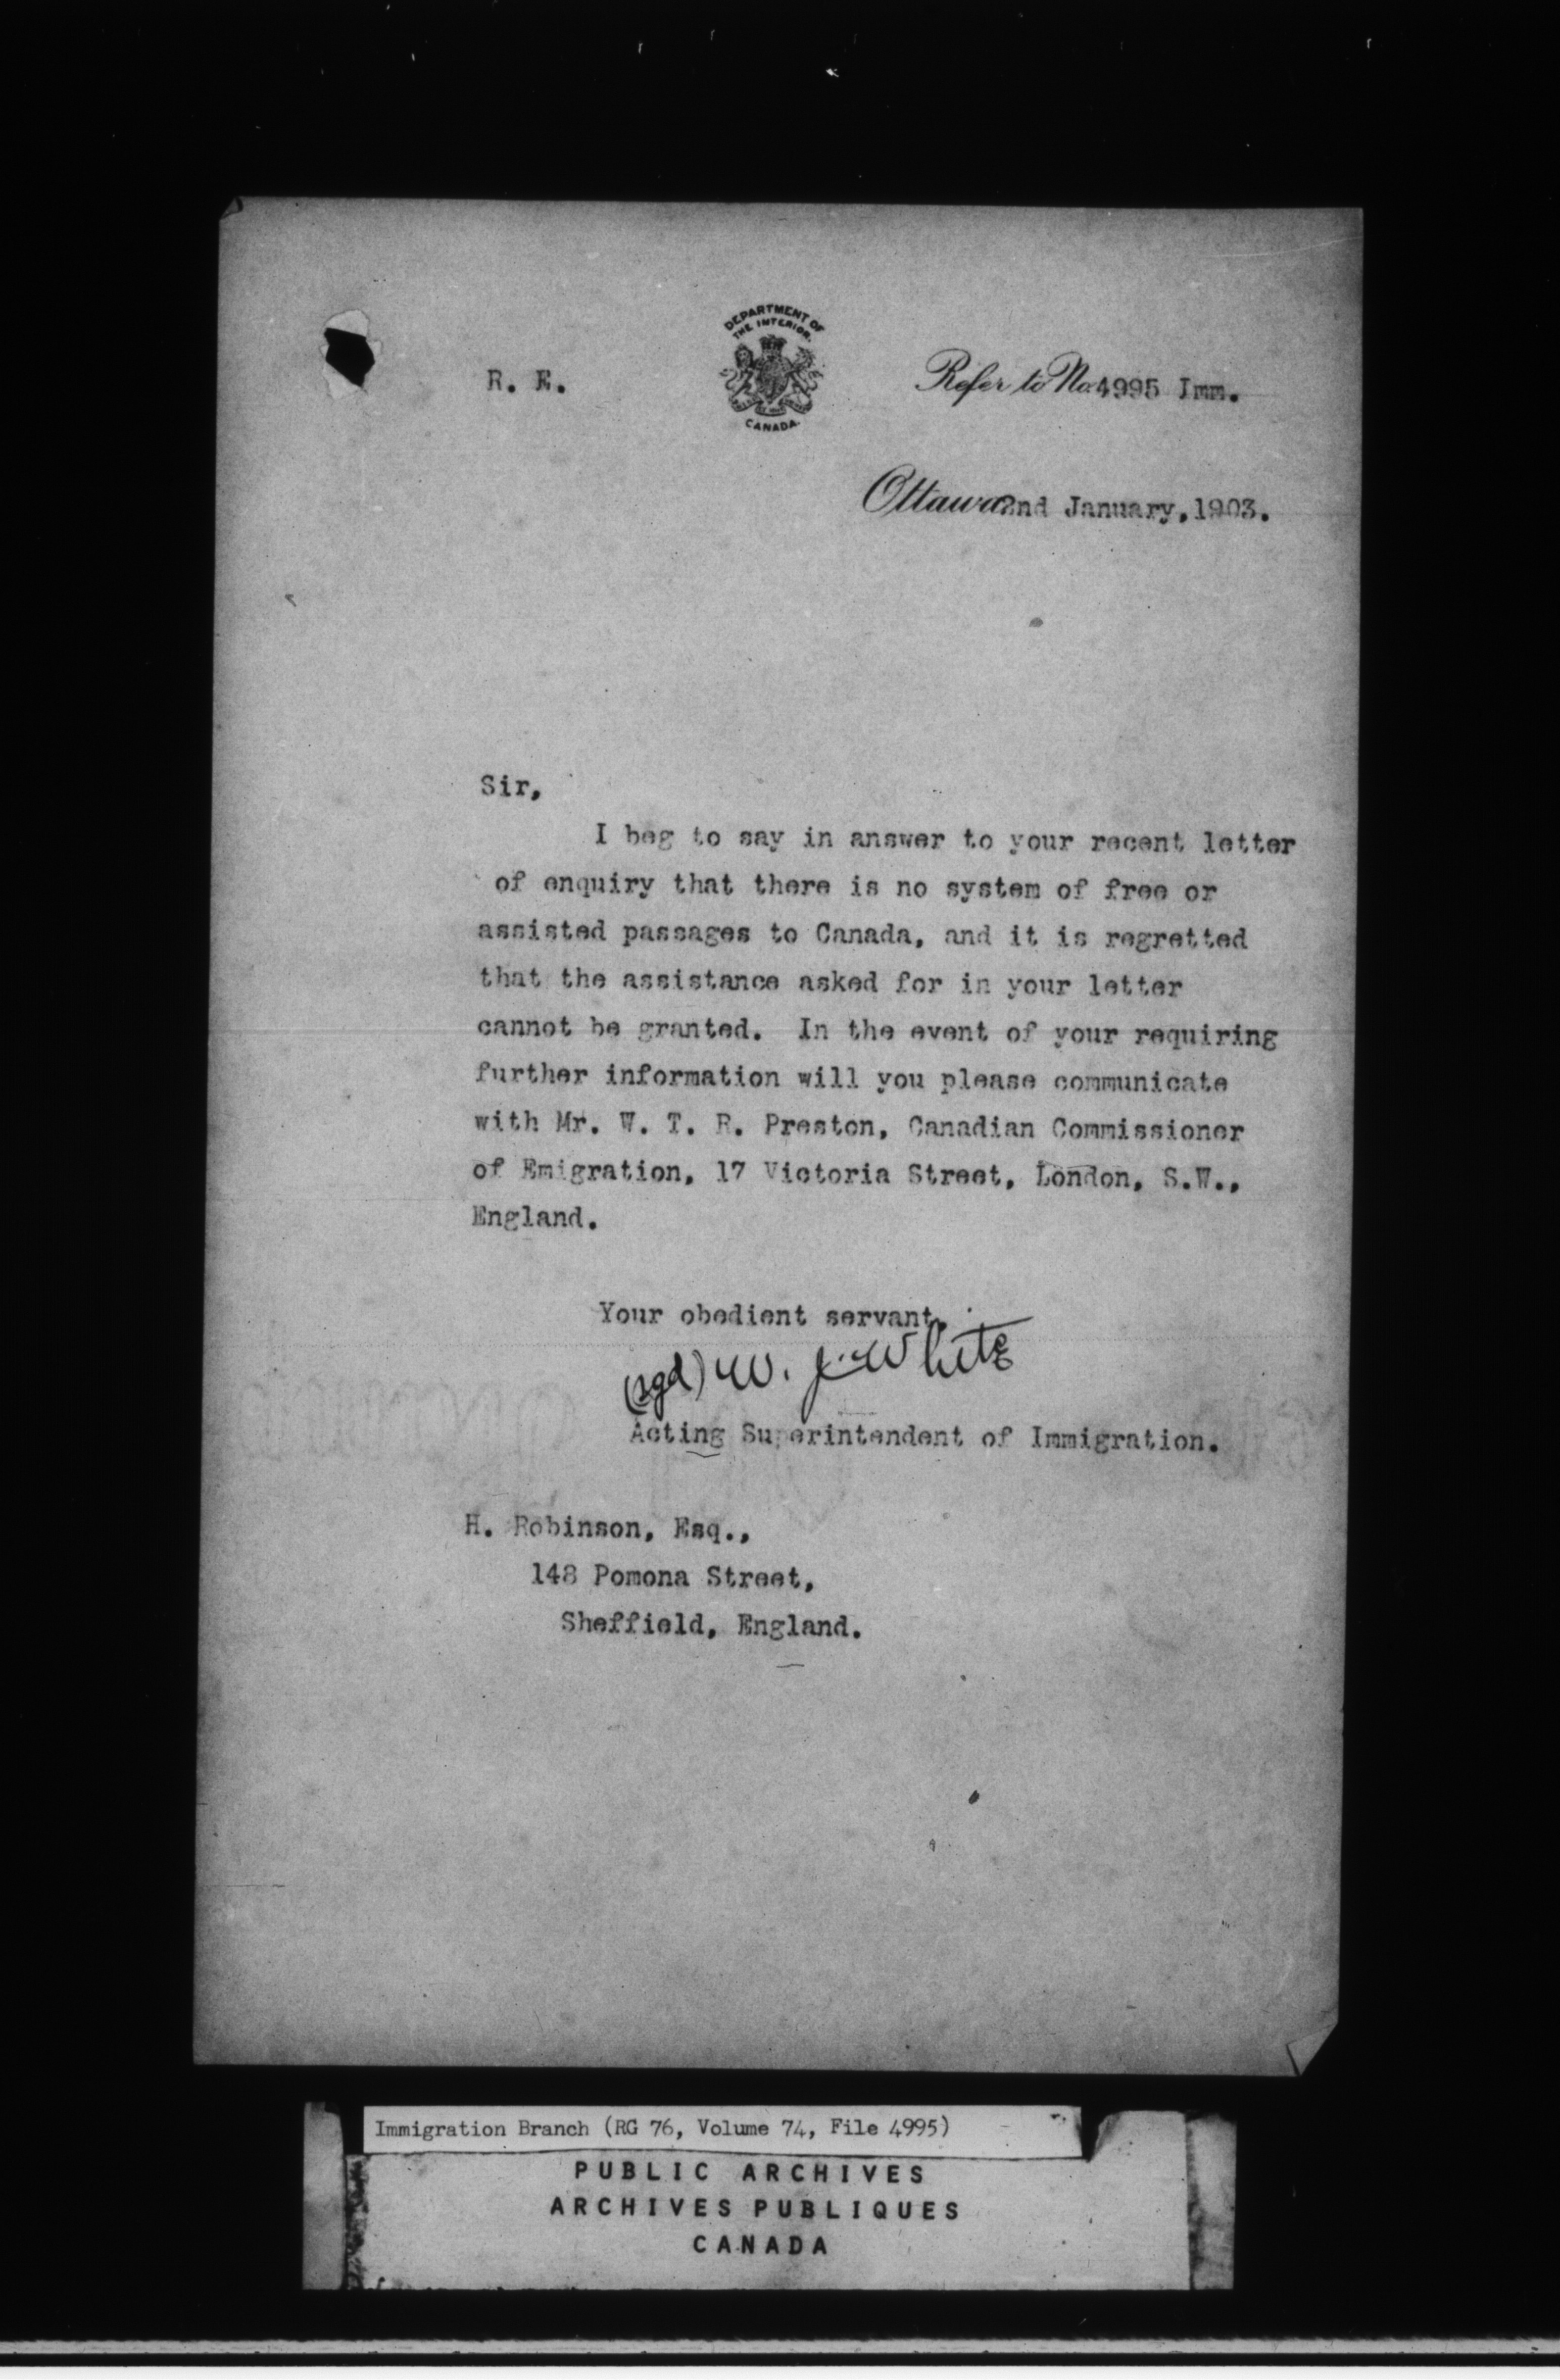 DEPARTMENT OF
THE INTERIOR.
CANADA.
R. E.
Refer to No. 4995 Imm.
Ottawa 2nd January, 1903.
Sir,
I beg to say in answer to your recent letter
of enquiry that there is no system of free or
assisted passages to Canada, and it is regretted
that the assistance asked for in your letter
cannot be granted. In the event of your requiring
further information will you please communicate
with Mr. W. T. R. Preston, Canadian Commissioner
of Emigration, 17 Victoria Street, London, S.W.,
England.
Your obedient servant,
(sgd) W. J. White
Acting Superintendent of Immigration.
H. Robinson, Esq.,
148 Pomona Street,
Sheffield, England.
Immigration Branch (RG 76, Volume 74, File 4995)
PUBLIC ARCHIVES
ARCHIVES PUBLIQUES
CANADA